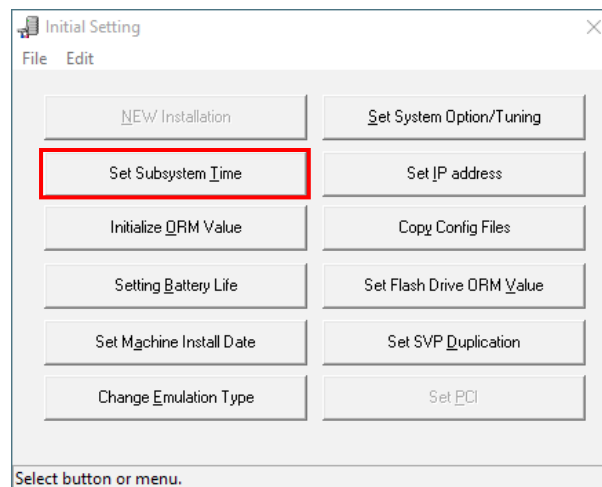 Initial Setting
File Edit
NEW Installation
Set System Option/Tuning
Set Subsystem Time
Set IP address
Initialize ORM Value
Copy Config Files
Setting Battery Life
Set Flash Drive ORM Value
Set Machine Install Date
Set SVP Duplication
Change Emulation Type
Set PCI
Select button or menu.